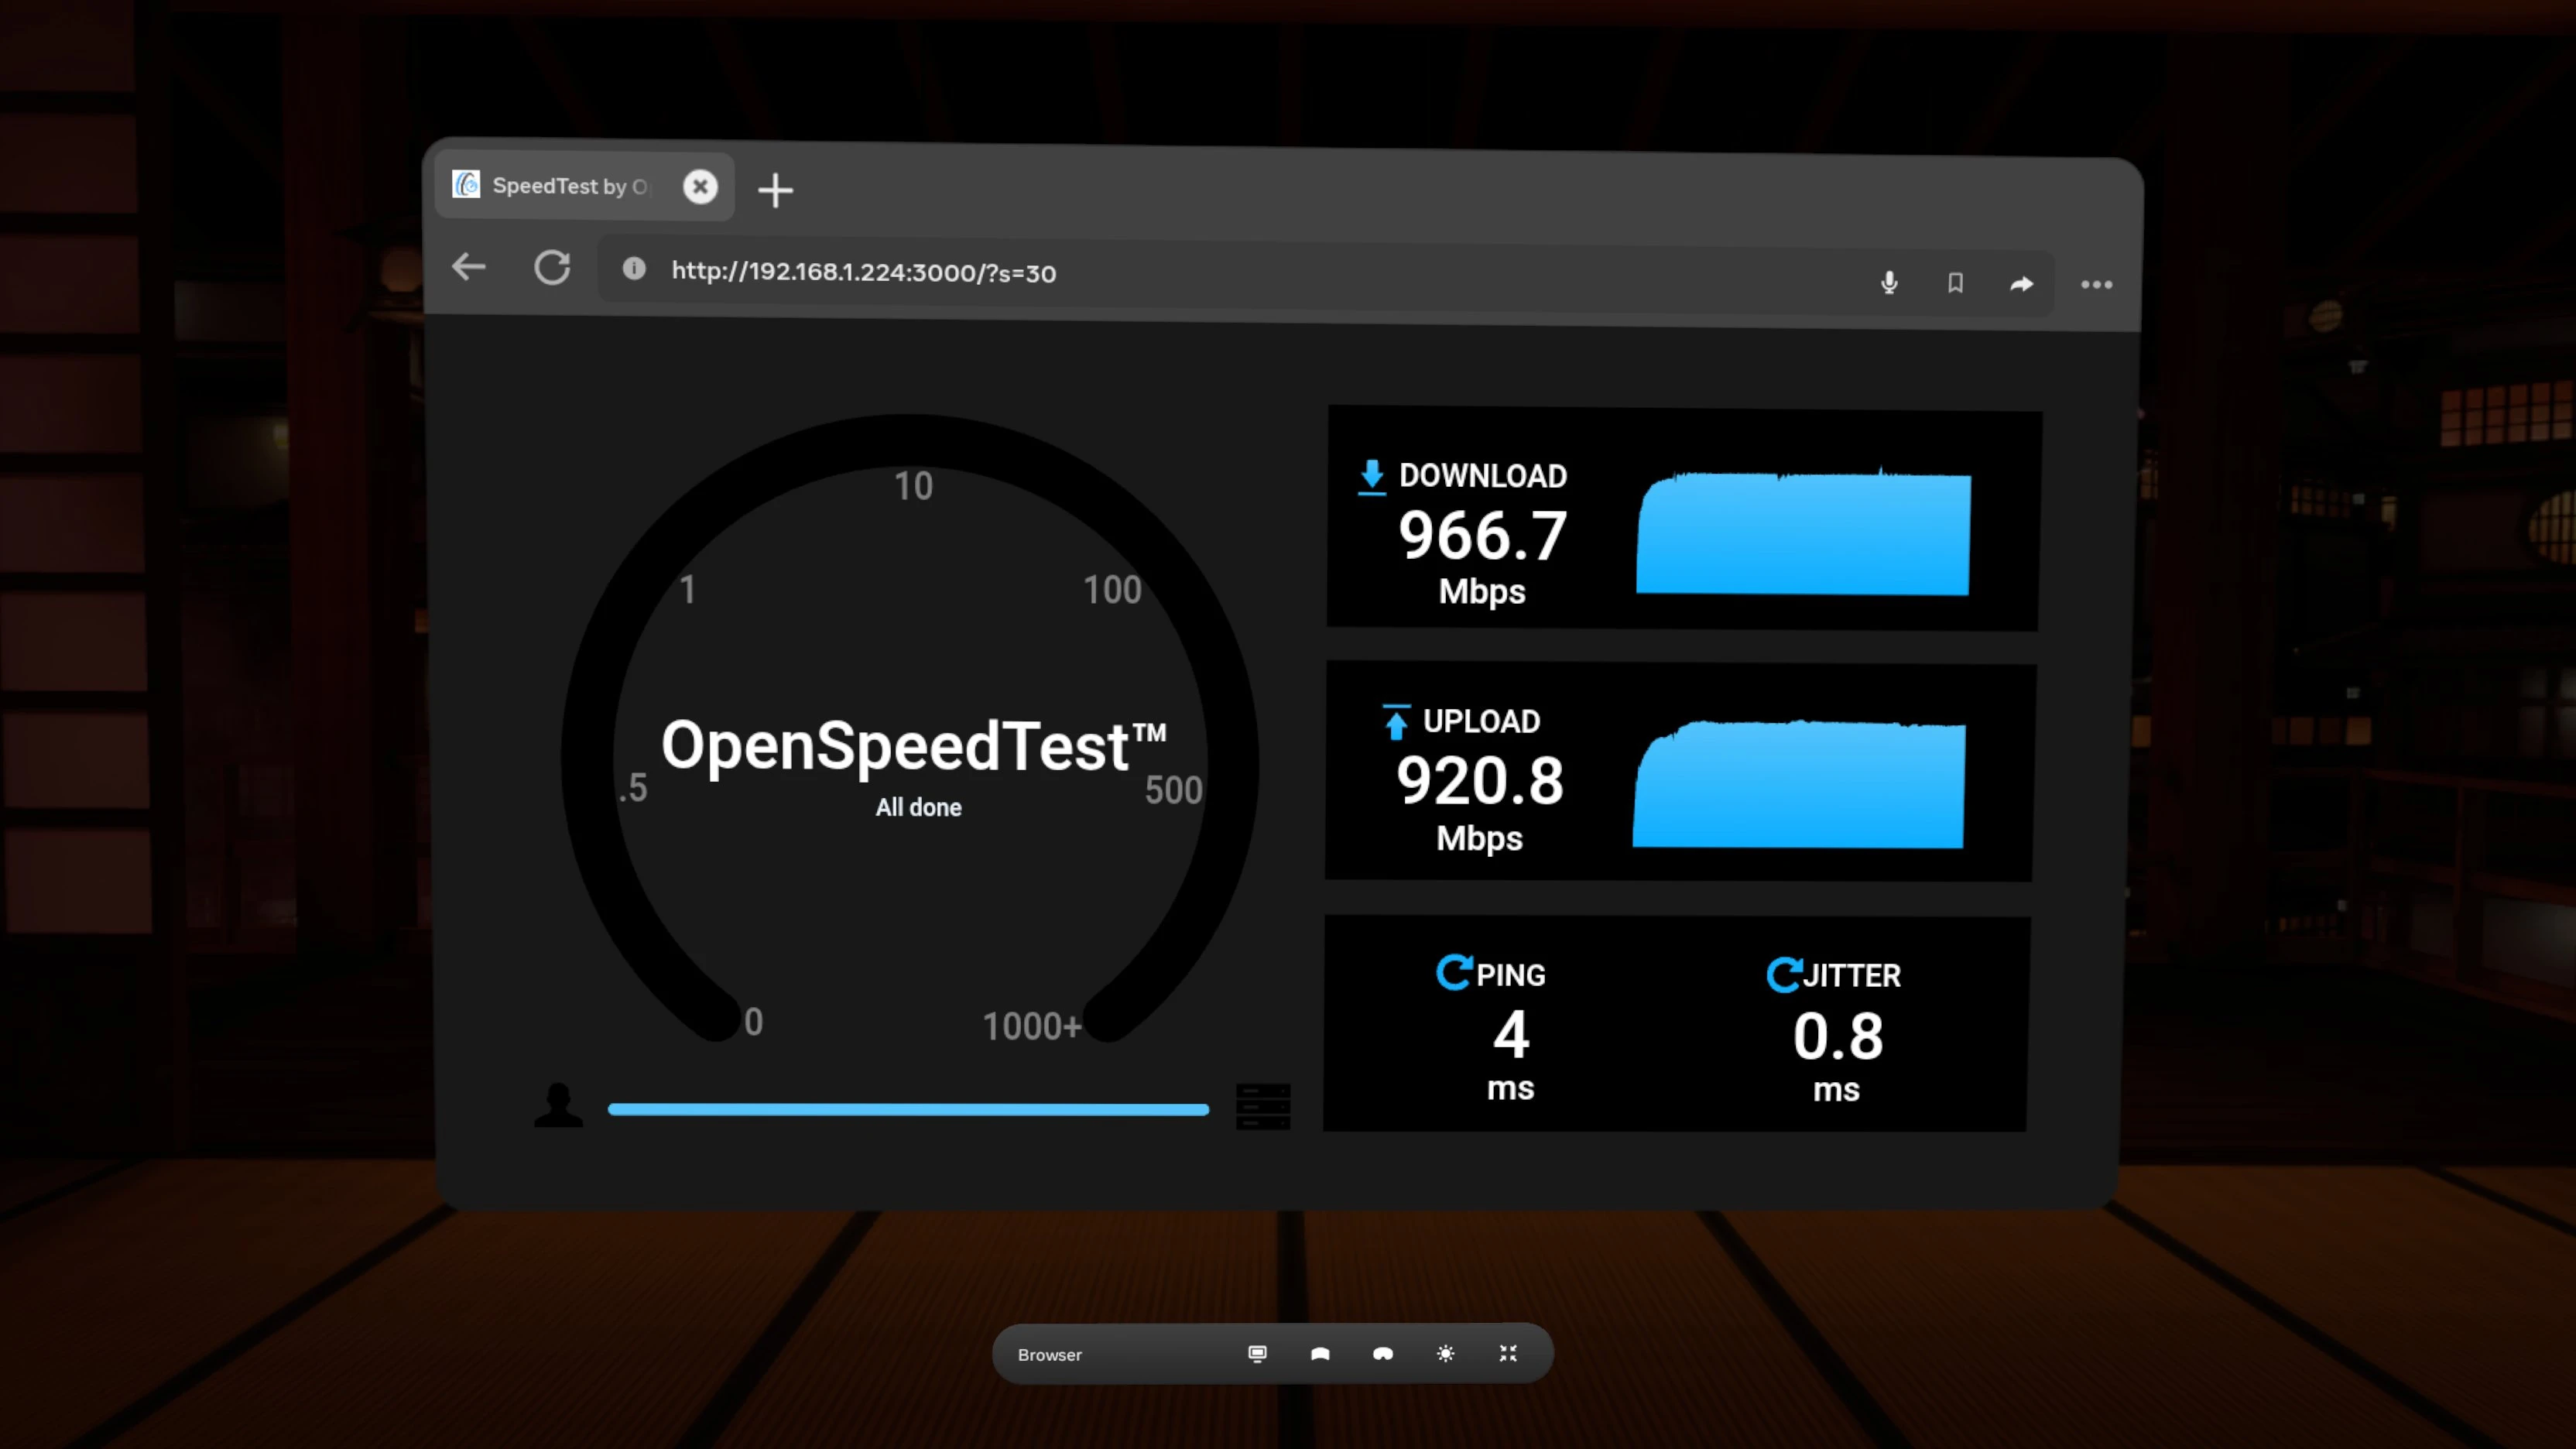 SpeedTest by O
http://192.168.1.224:3000/?s=30
10
1
100
.5
500
0
1000+
OpenSpeedTest™
All done
DOWNLOAD
966.7
Mbps
UPLOAD
920.8
Mbps
PING
4
ms
JITTER
0.8
ms
Browser